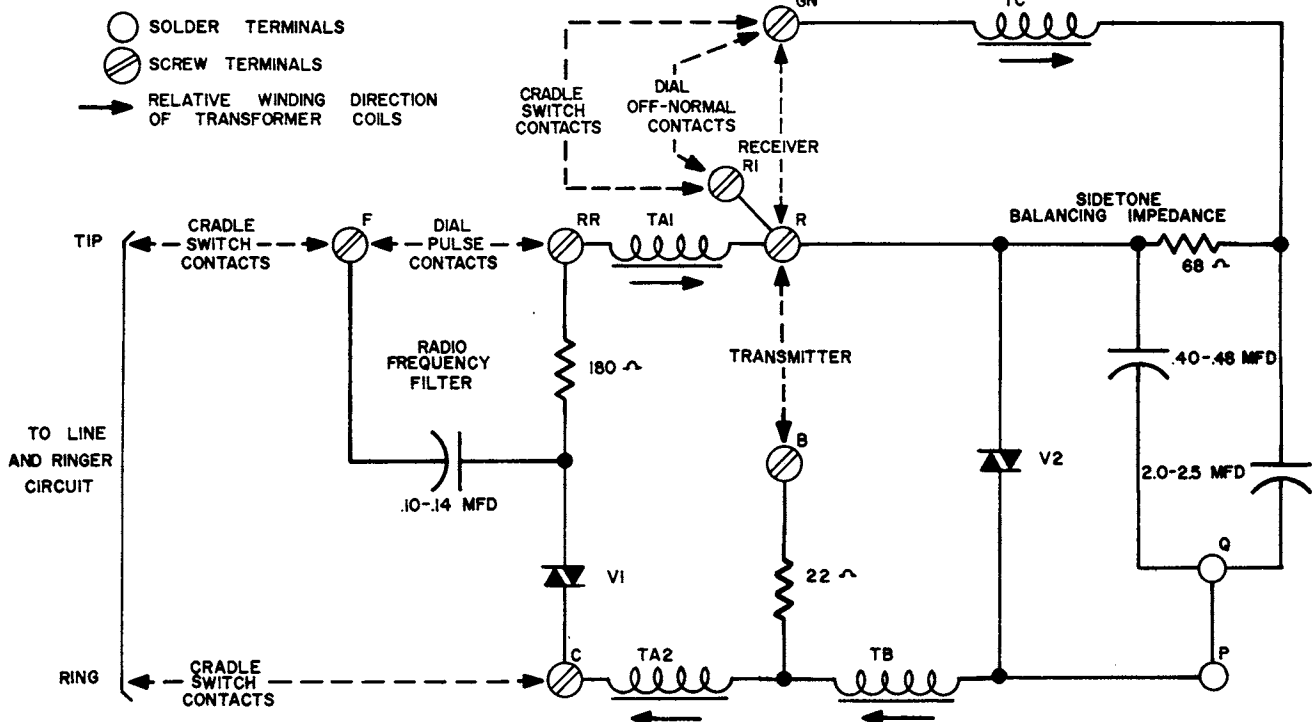 SOLDER TERMINALS
SCREW TERMINALS
RELATIVE WINDING DIRECTION
OF TRANSFORMER COILS
GN
TC
CRADLE
SWITCH
CONTACTS
DIAL
OFF-NORMAL
CONTACTS
RECEIVER
R1
TIP
CRADLE
SWITCH
CONTACTS
F
DIAL
PULSE
CONTACTS
RR
TA1
R
SIDETONE
BALANCING IMPEDANCE
68 Ω
RADIO
FREQUENCY
FILTER
180 Ω
TRANSMITTER
.40-.48 MFD
TO LINE
AND RINGER
CIRCUIT
.10-.14 MFD
B
V2
2.0-2.5 MFD
V1
22 Ω
Q
RING
CRADLE
SWITCH
CONTACTS
C
TA2
TB
P